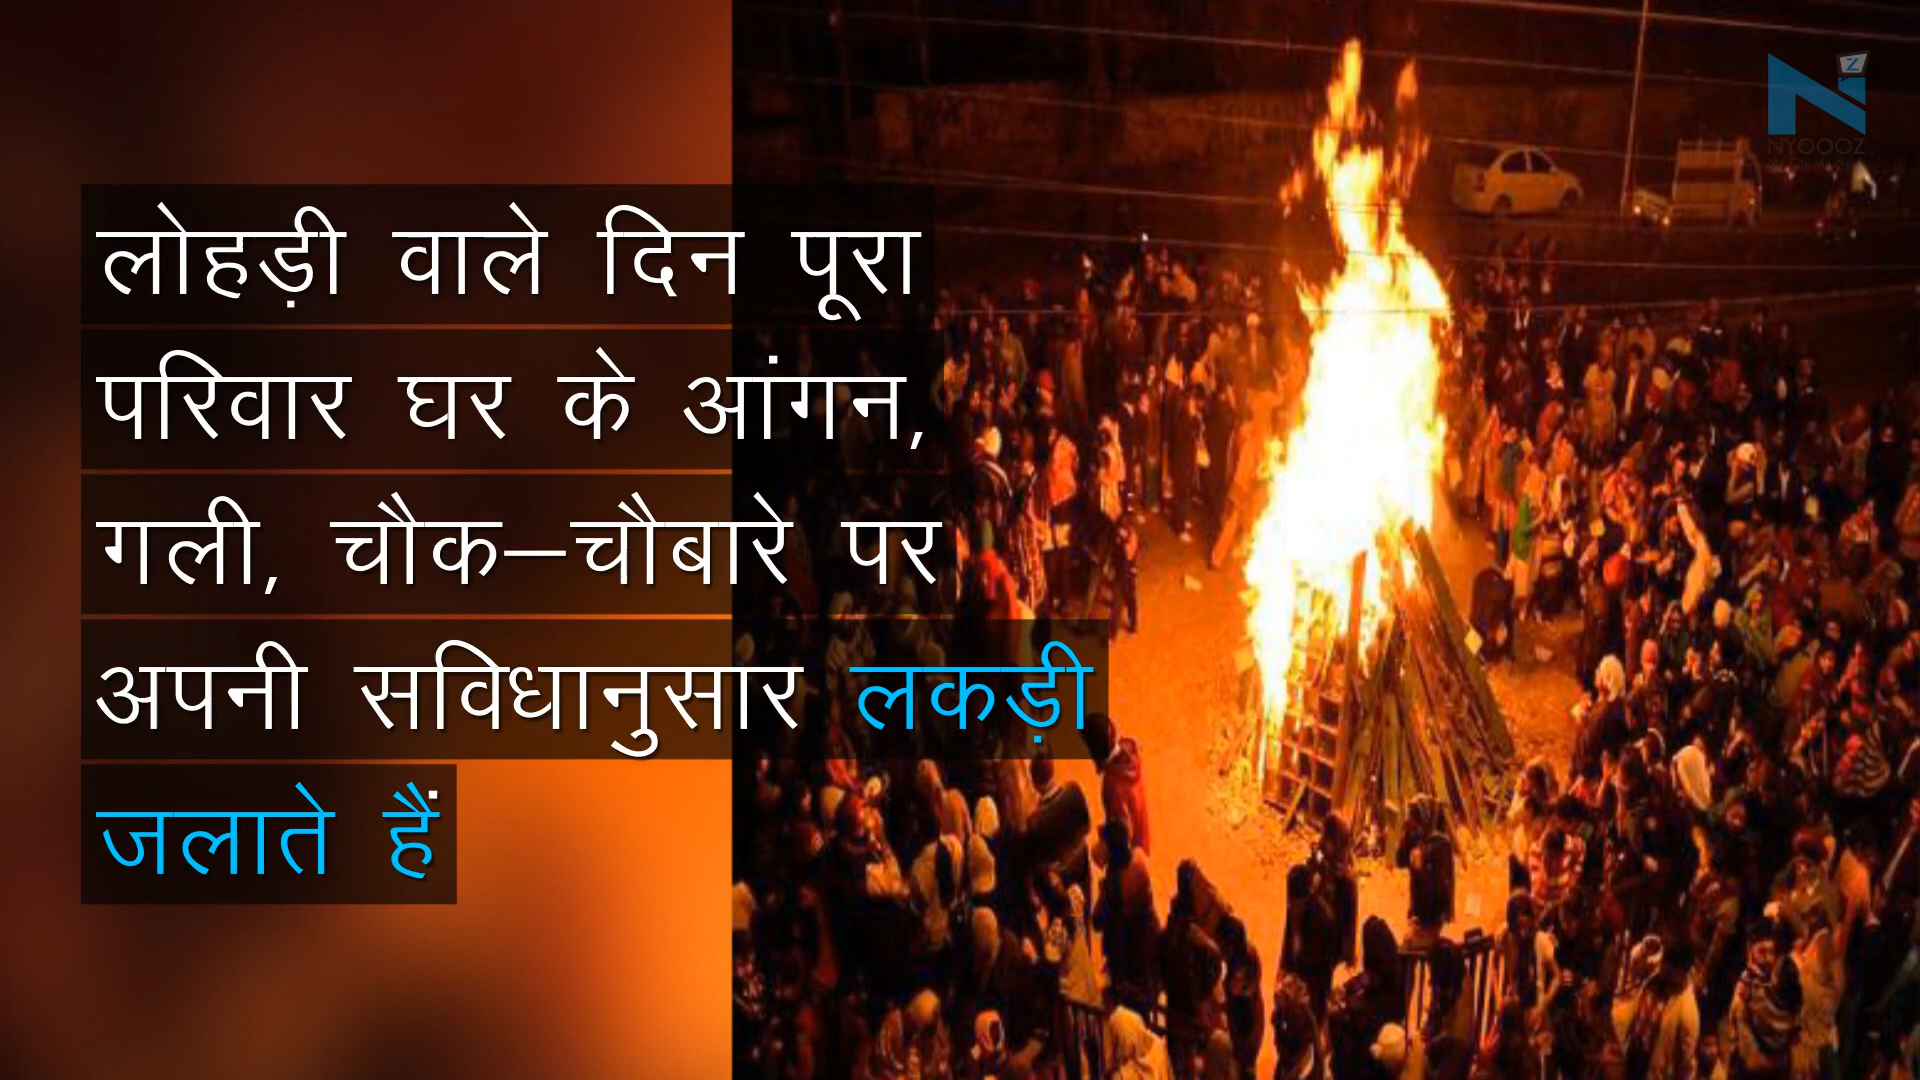 लोहड़ी वाले दिन पूरा
परिवार घर के आंगन,
गली, चौक–चौबारे पर
अपनी सविधानुसार लकड़ी
जलाते हैं
Z
NYOOOZ